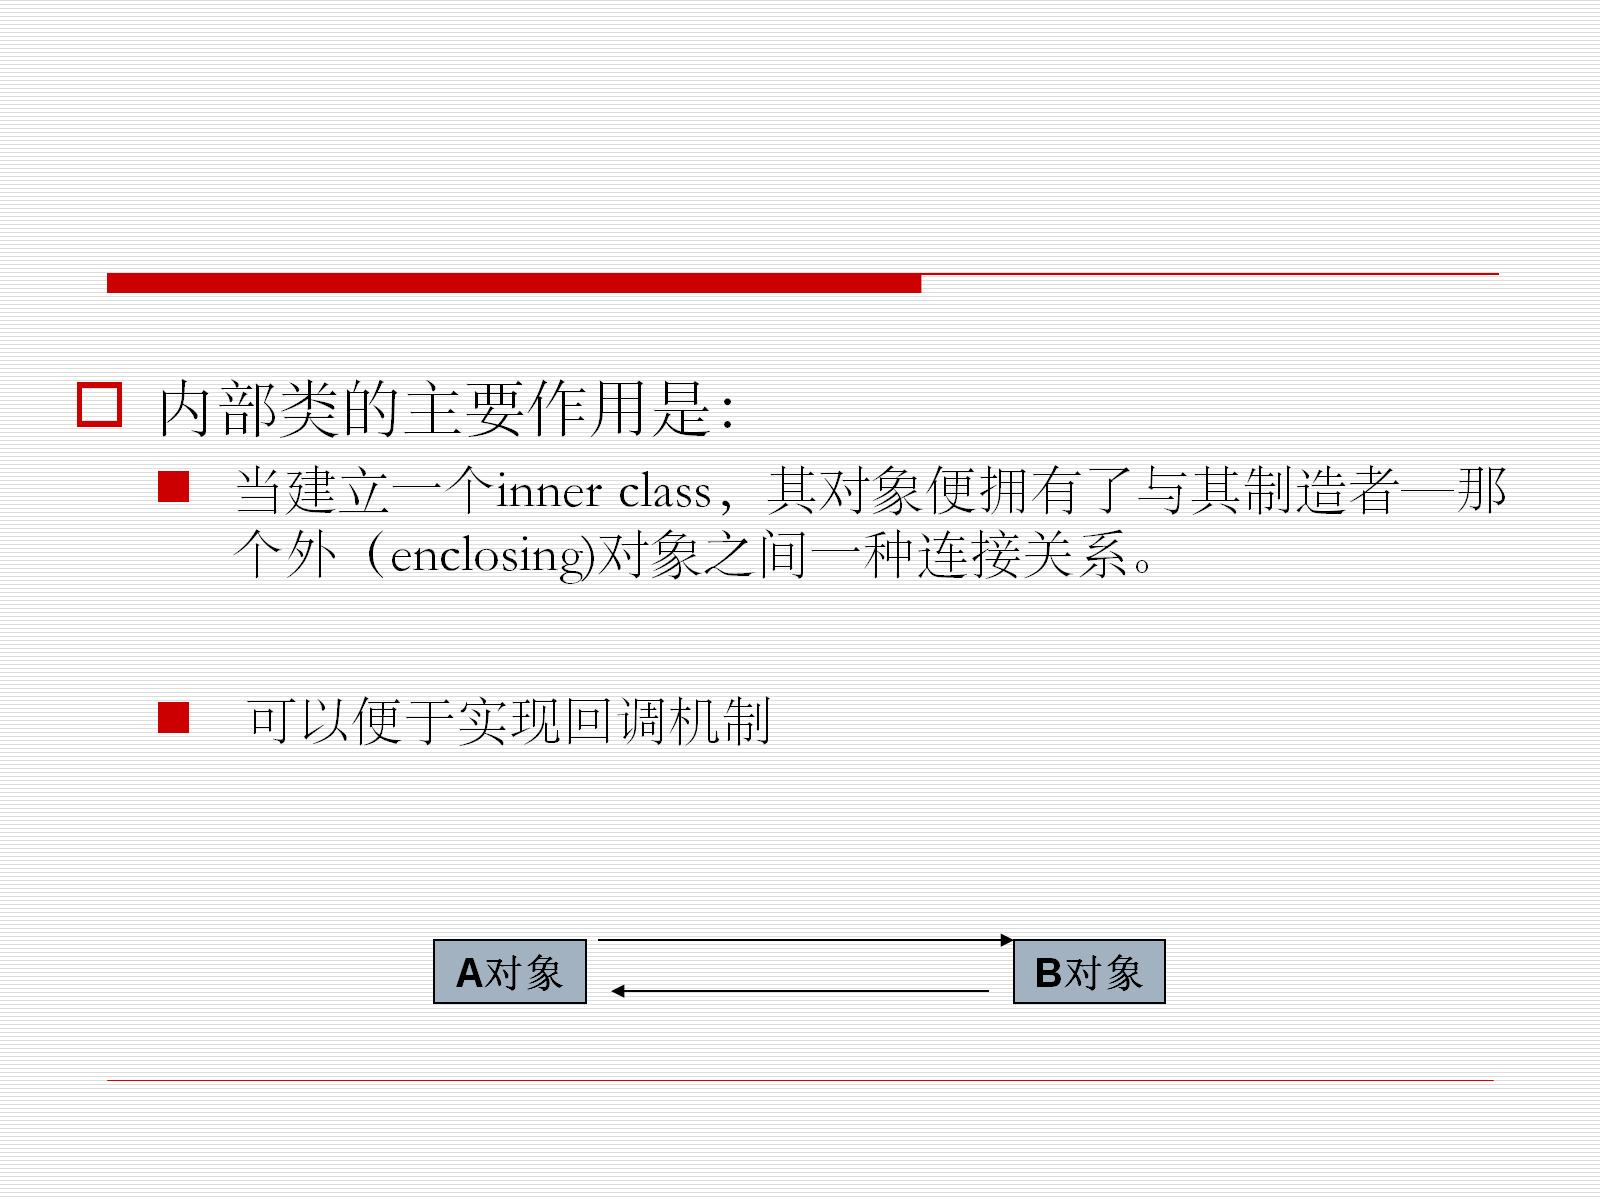 内部类的主要作用是：
当建立一个inner class，其对象便拥有了与其制造者—那
个外（enclosing)对象之间一种连接关系。
可以便于实现回调机制
A对象
B对象